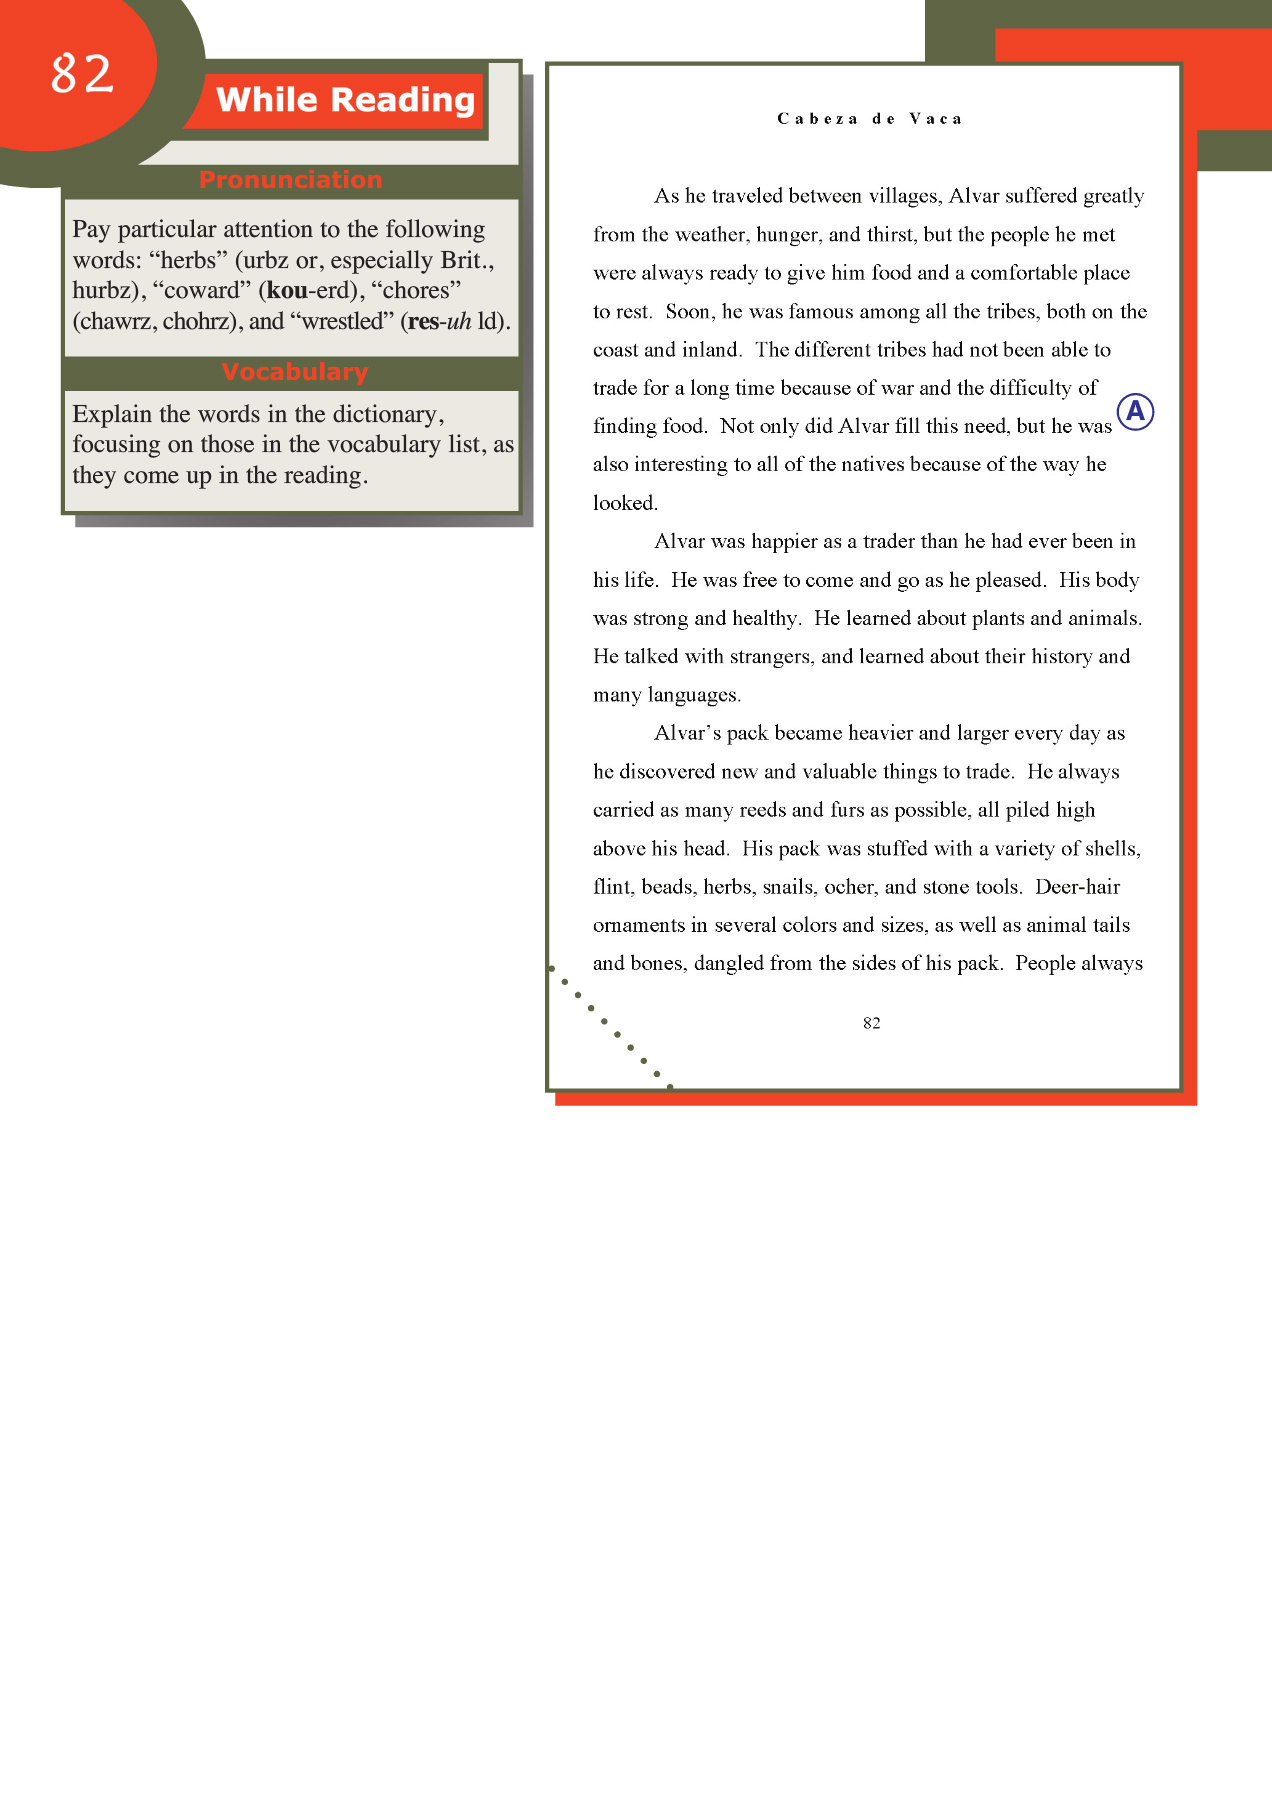 82
While Reading
Pronunciation
Pay particular attention to the following
words: “herbs” (urbz or, especially Brit.,
hurbz), “coward” (kou-erd), “chores”
(chawrz, chohrz), and “wrestled” (res-uh ld).
Vocabulary
Explain the words in the dictionary,
focusing on those in the vocabulary list, as
they come up in the reading.
Cabeza de Vaca
As he traveled between villages, Alvar suffered greatly
from the weather, hunger, and thirst, but the people he met
were always ready to give him food and a comfortable place
to rest.  Soon, he was famous among all the tribes, both on the
coast and inland.  The different tribes had not been able to
trade for a long time because of war and the difficulty of
finding food.  Not only did Alvar fill this need, but he was
A
also interesting to all of the natives because of the way he
looked.
Alvar was happier as a trader than he had ever been in
his life.  He was free to come and go as he pleased.  His body
was strong and healthy.  He learned about plants and animals.
He talked with strangers, and learned about their history and
many languages.
Alvar’s pack became heavier and larger every day as
he discovered new and valuable things to trade.  He always
carried as many reeds and furs as possible, all piled high
above his head.  His pack was stuffed with a variety of shells,
flint, beads, herbs, snails, ocher, and stone tools.  Deer-hair
ornaments in several colors and sizes, as well as animal tails
and bones, dangled from the sides of his pack.  People always
82